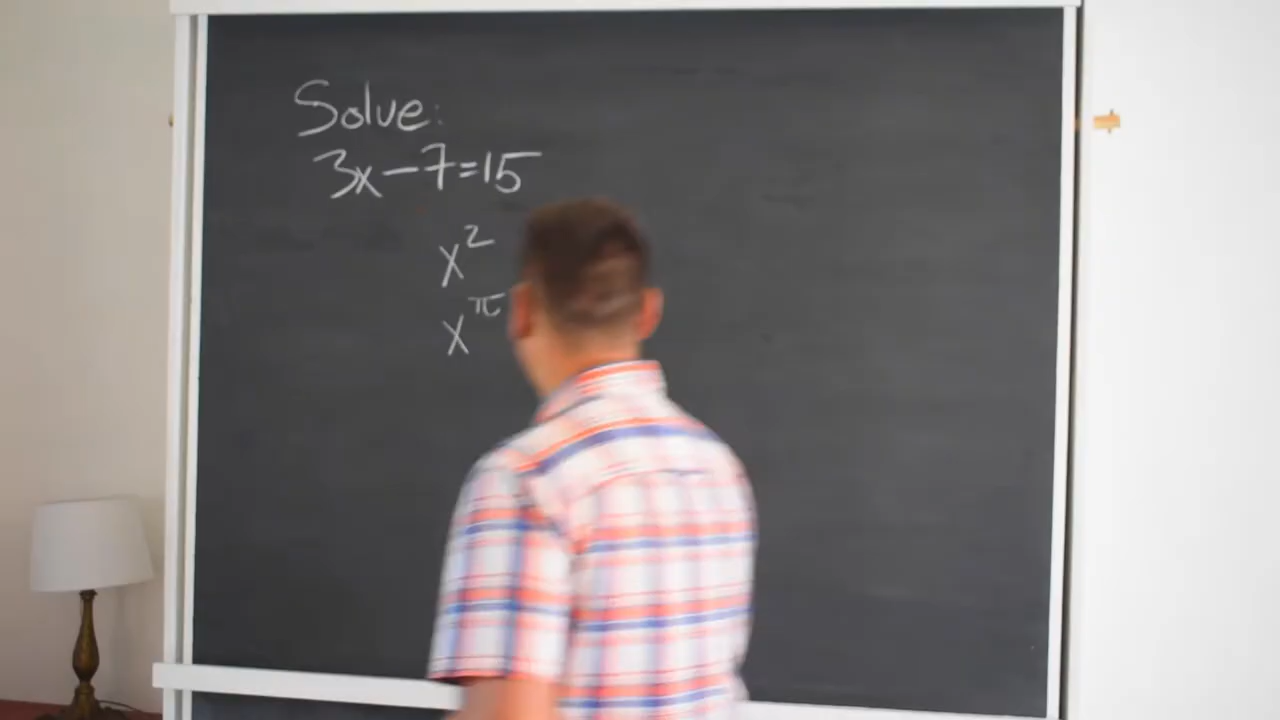 Solve:
3x-7=15
x²
x^π